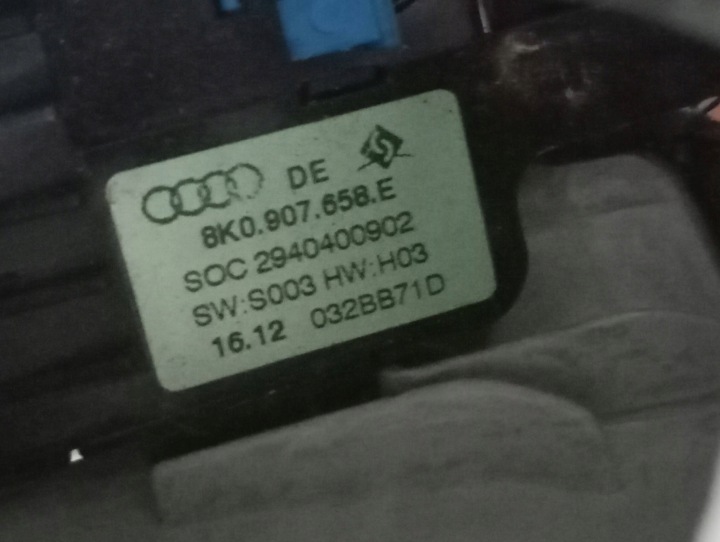 DE
8K0.907.658.E
SOC 2940400902
SW:S003 HW:H03
16.12 032BB71D